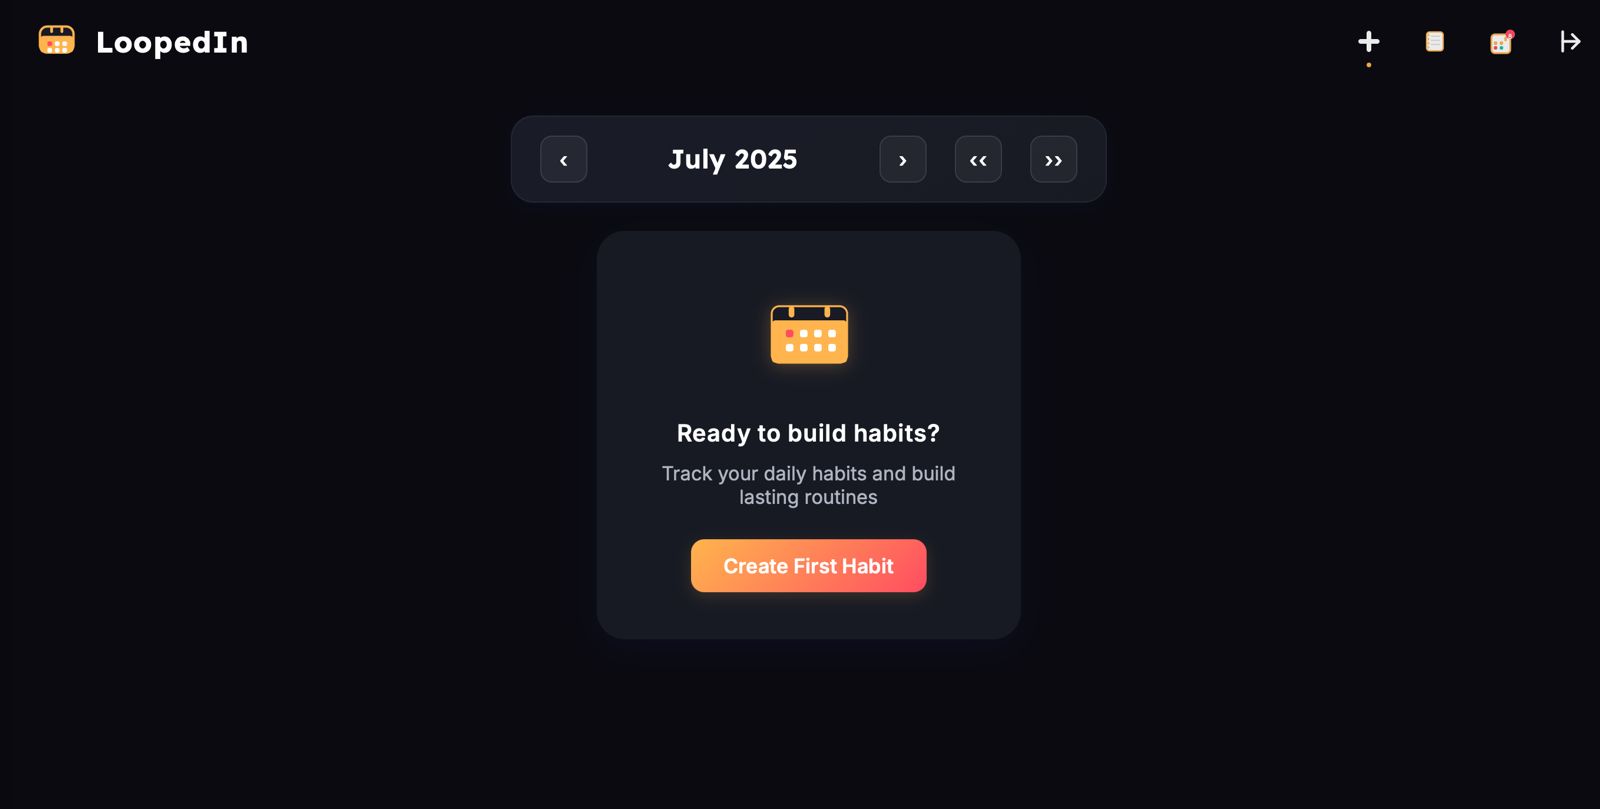 LoopedIn
‹ July 2025 › ‹‹ ››
Ready to build habits?
Track your daily habits and build
lasting routines
Create First Habit